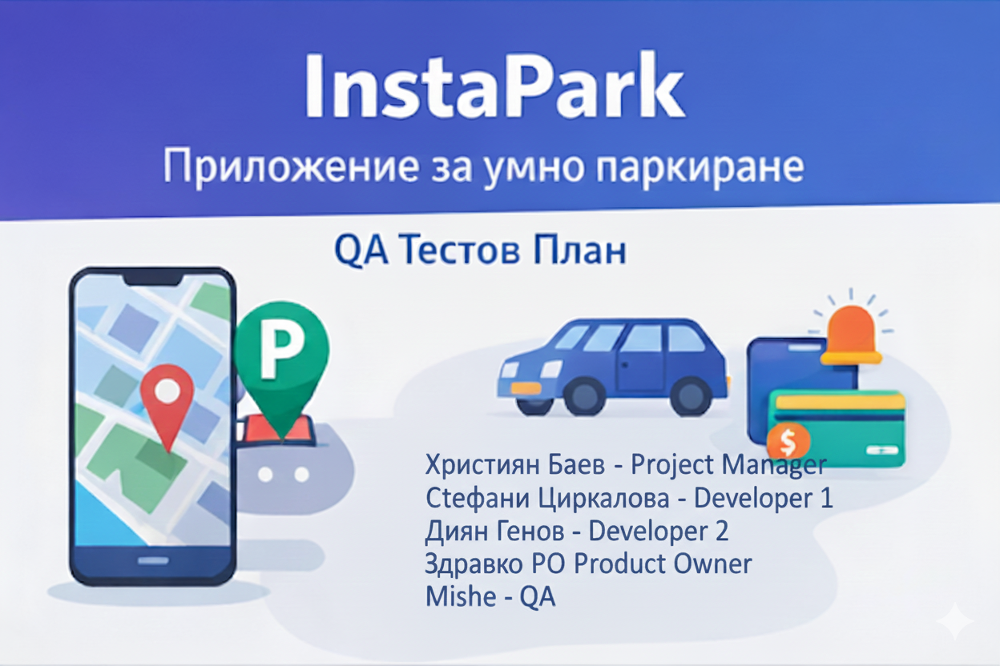 InstaPark
Приложение за умно паркиране
QA Тестов План
P
$
Християн Баев - Project Manager
Стефани Циркалова - Developer 1
Диян Генов - Developer 2
Здравко PO Product Owner
Mishe - QA